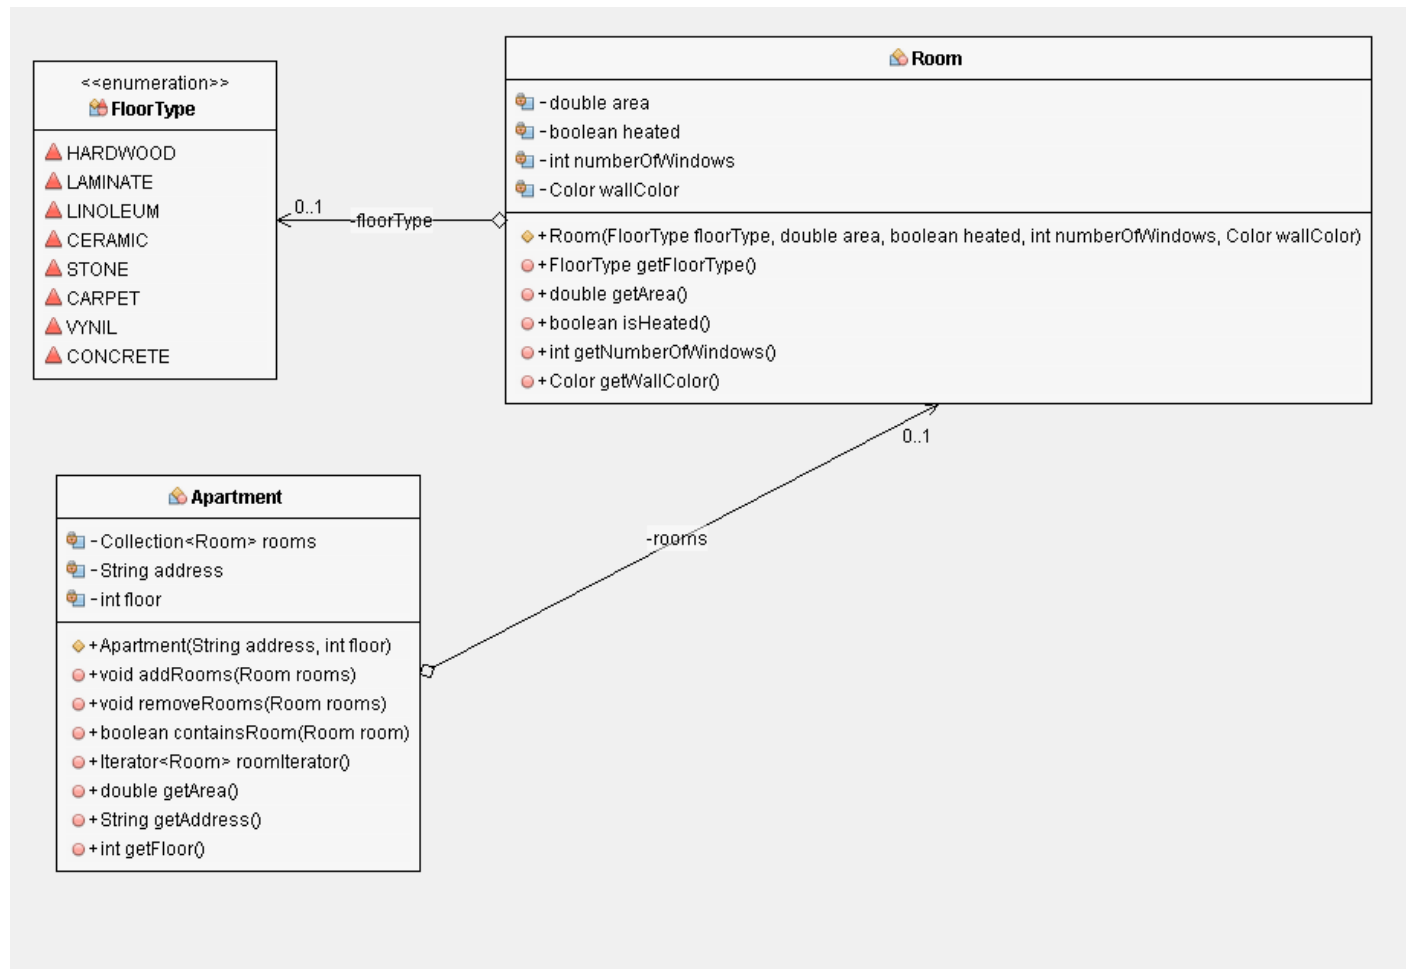 <<enumeration>>
FloorType
HARDWOOD
LAMINATE
LINOLEUM
CERAMIC
STONE
CARPET
VYNIL
CONCRETE
0..1
-floorType
Room
-double area
-boolean heated
-int numberOfWindows
-Color wallColor
+Room(FloorType floorType, double area, boolean heated, int numberOfWindows, Color wallColor)
+FloorType getFloorType()
+double getArea()
+boolean isHeated()
+int getNumberOfWindows()
+Color getWallColor()
0..1
-rooms
Apartment
-Collection<Room> rooms
-String address
-int floor
+Apartment(String address, int floor)
+void addRooms(Room rooms)
+void removeRooms(Room rooms)
+boolean containsRoom(Room room)
+Iterator<Room> roomIterator()
+double getArea()
+String getAddress()
+int getFloor()